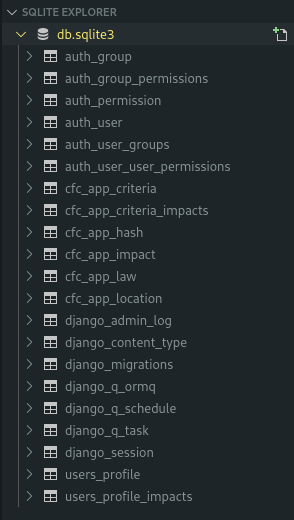 SQLITE EXPLORER
db.sqlite3
auth_group
auth_group_permissions
auth_permission
auth_user
auth_user_groups
auth_user_user_permissions
cfc_app_criteria
cfc_app_criteria_impacts
cfc_app_hash
cfc_app_impact
cfc_app_law
cfc_app_location
django_admin_log
django_content_type
django_migrations
django_q_ormq
django_q_schedule
django_q_task
django_session
users_profile
users_profile_impacts